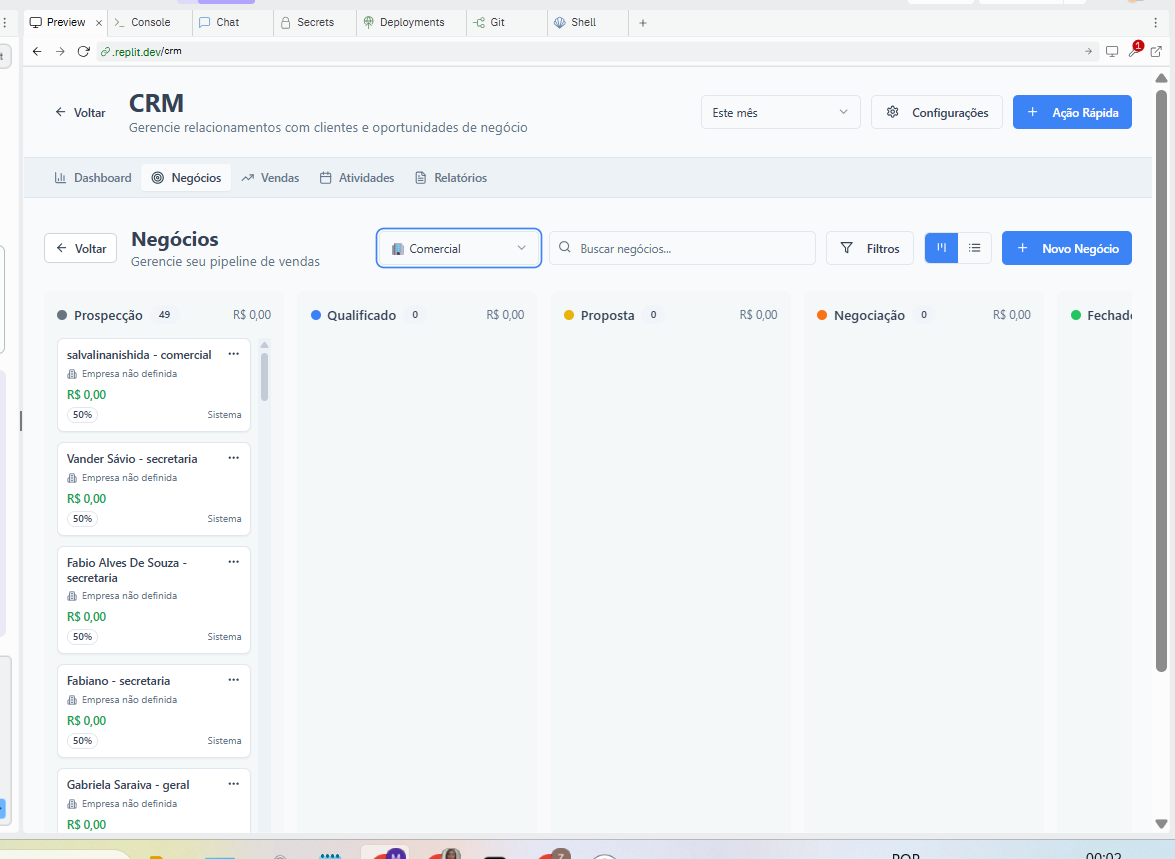 Preview
Console
Chat
Secrets
Deployments
Git
Shell
.replit.dev/crm
1
Voltar
CRM
Gerencie relacionamentos com clientes e oportunidades de negócio
Este mês
Configurações
Ação Rápida
Dashboard
Negócios
Vendas
Atividades
Relatórios
Voltar
Negócios
Gerencie seu pipeline de vendas
Comercial
Buscar negócios...
Filtros
Novo Negócio
Prospecção 49 R$ 0,00
Qualificado 0 R$ 0,00
Proposta 0 R$ 0,00
Negociação 0 R$ 0,00
Fechado
salvalinanishida - comercial
Empresa não definida
R$ 0,00
50% Sistema
Vander Sávio - secretaria
Empresa não definida
R$ 0,00
50% Sistema
Fabio Alves De Souza -
secretaria
Empresa não definida
R$ 0,00
50% Sistema
Fabiano - secretaria
Empresa não definida
R$ 0,00
50% Sistema
Gabriela Saraiva - geral
Empresa não definida
R$ 0,00
POR
00:02